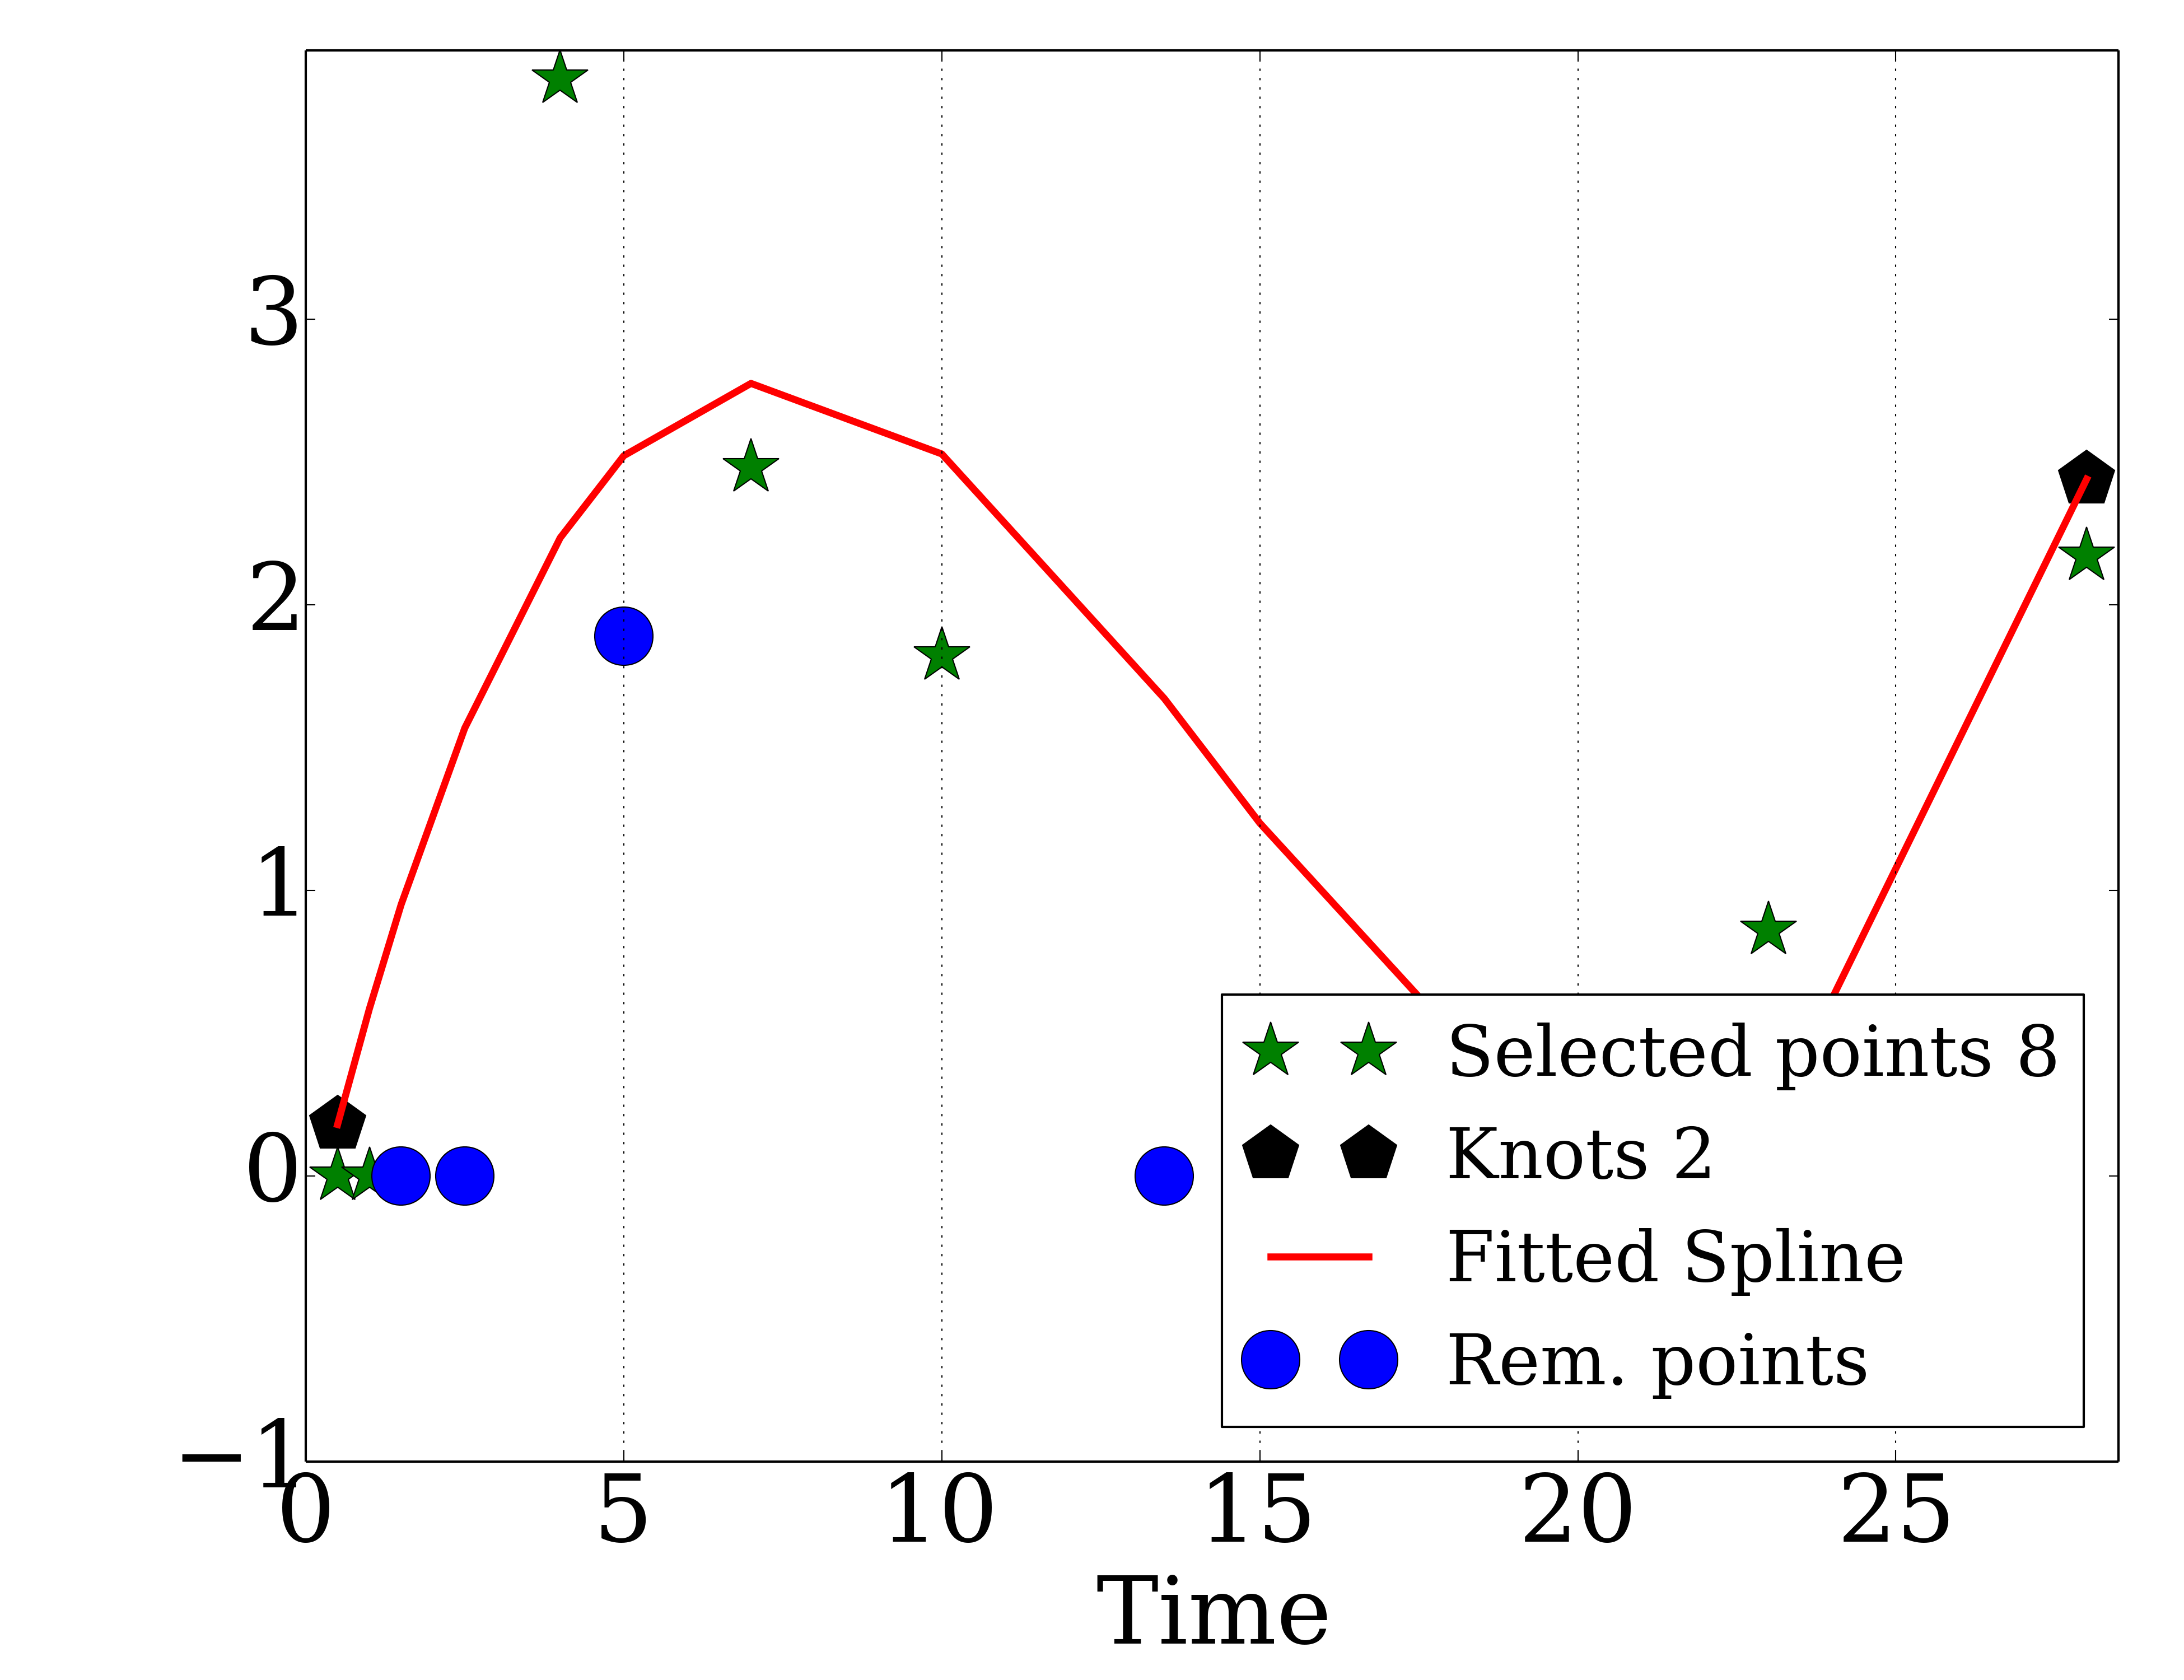 3
2
1
0
−1
0 5 10 15 20 25
Time
Selected points 8
Knots 2
Fitted Spline
Rem. points